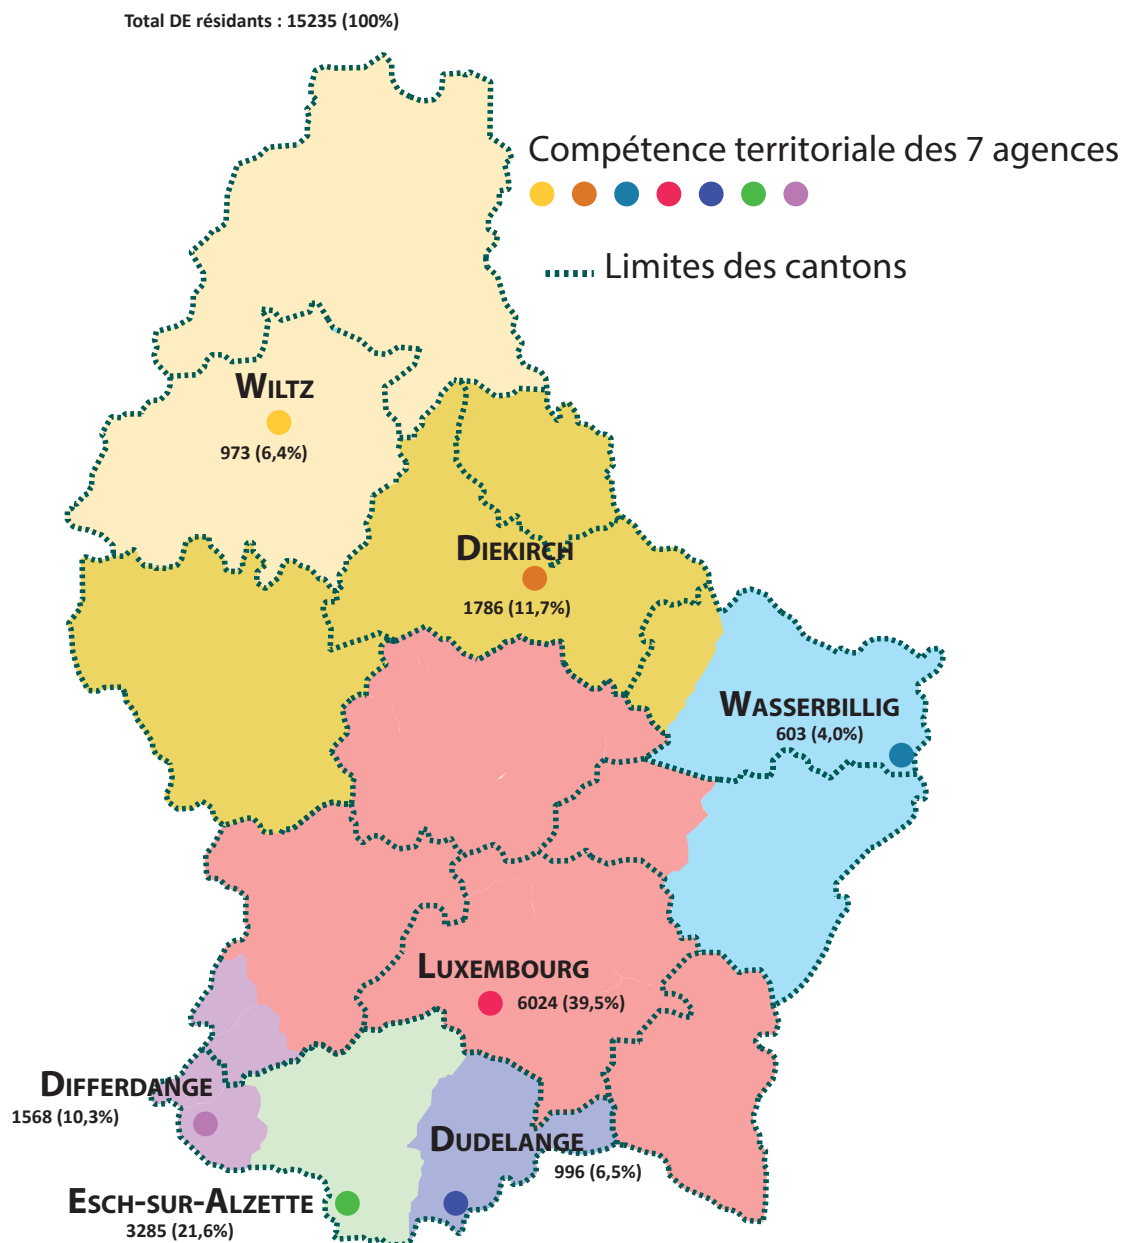 Total DE résidants : 15235 (100%)
Compétence territoriale des 7 agences
Limites des cantons
Wiltz
973 (6,4%)
Diekirch
1786 (11,7%)
Wasserbillig
603 (4,0%)
Luxembourg
6024 (39,5%)
Differdange
1568 (10,3%)
Dudelange
996 (6,5%)
Esch-sur-Alzette
3285 (21,6%)